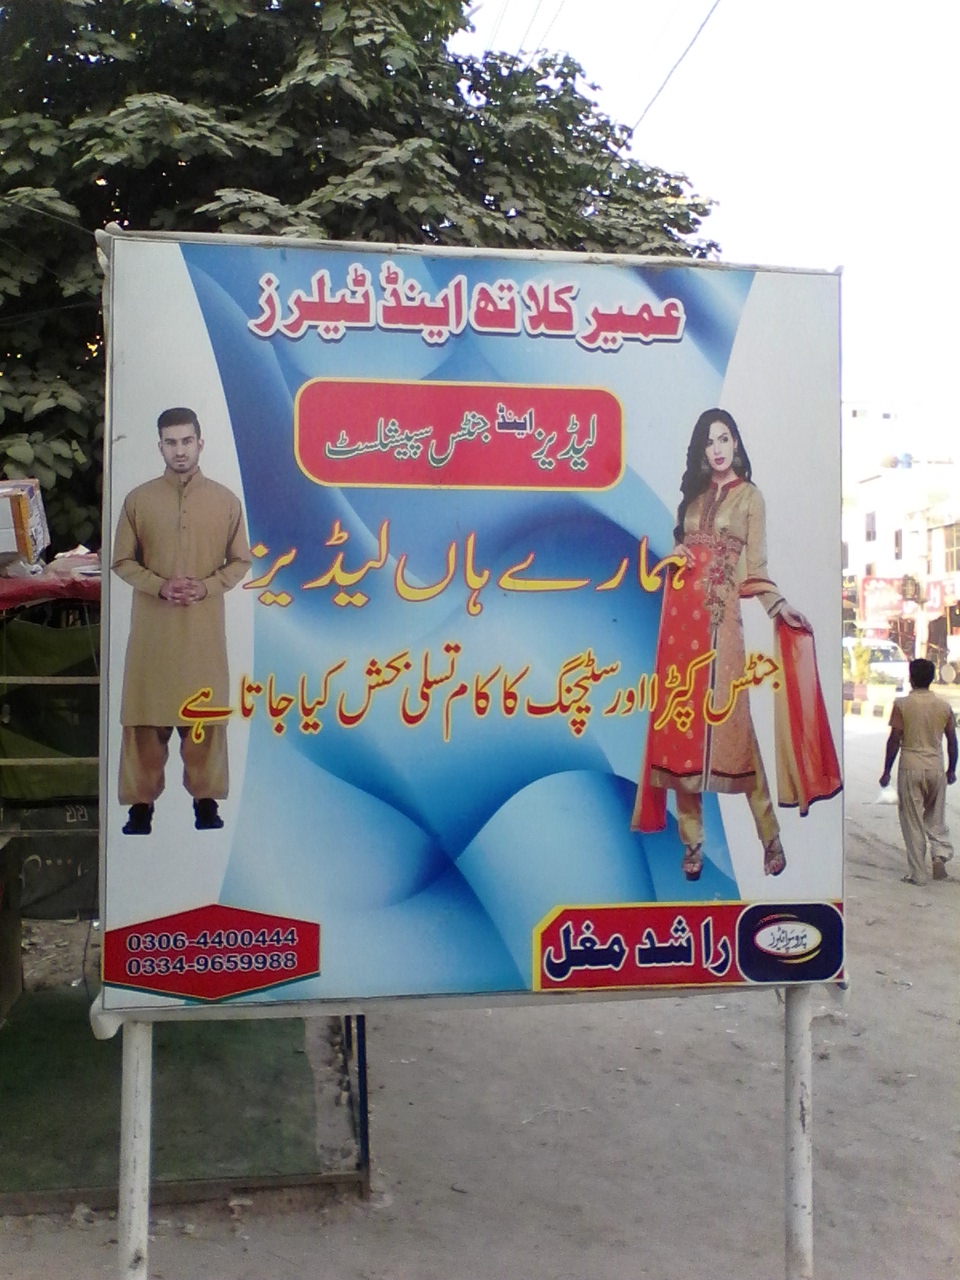 عمیر کلاتھ اینڈ ٹیلرز
لیڈیز اینڈ جنٹس سپیشلسٹ
ہمارے ہاں لیڈیز
جنٹس کپڑا اور سٹچنگ کا کام تسلی بخش کیا جاتا ہے
0306-4400444
0334-9659988
پروپرائٹرز
راشد مغل